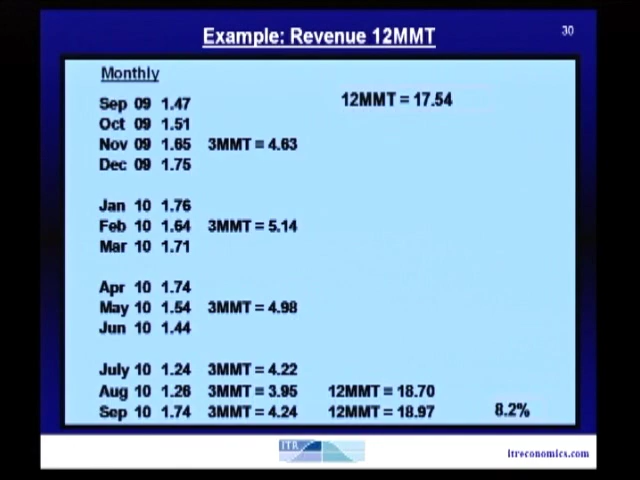 Example: Revenue 12MMT
30
Monthly
12MMT = 17.54
Sep 09 1.47
Oct 09 1.51
Nov 09 1.65 3MMT = 4.63
Dec 09 1.75
Jan 10 1.76
Feb 10 1.64 3MMT = 5.14
Mar 10 1.71
Apr 10 1.74
May 10 1.54 3MMT = 4.98
Jun 10 1.44
July 10 1.24 3MMT = 4.22
Aug 10 1.26 3MMT = 3.95 12MMT = 18.70
Sep 10 1.74 3MMT = 4.24 12MMT = 18.97 8.2%
ITR
itreconomics.com